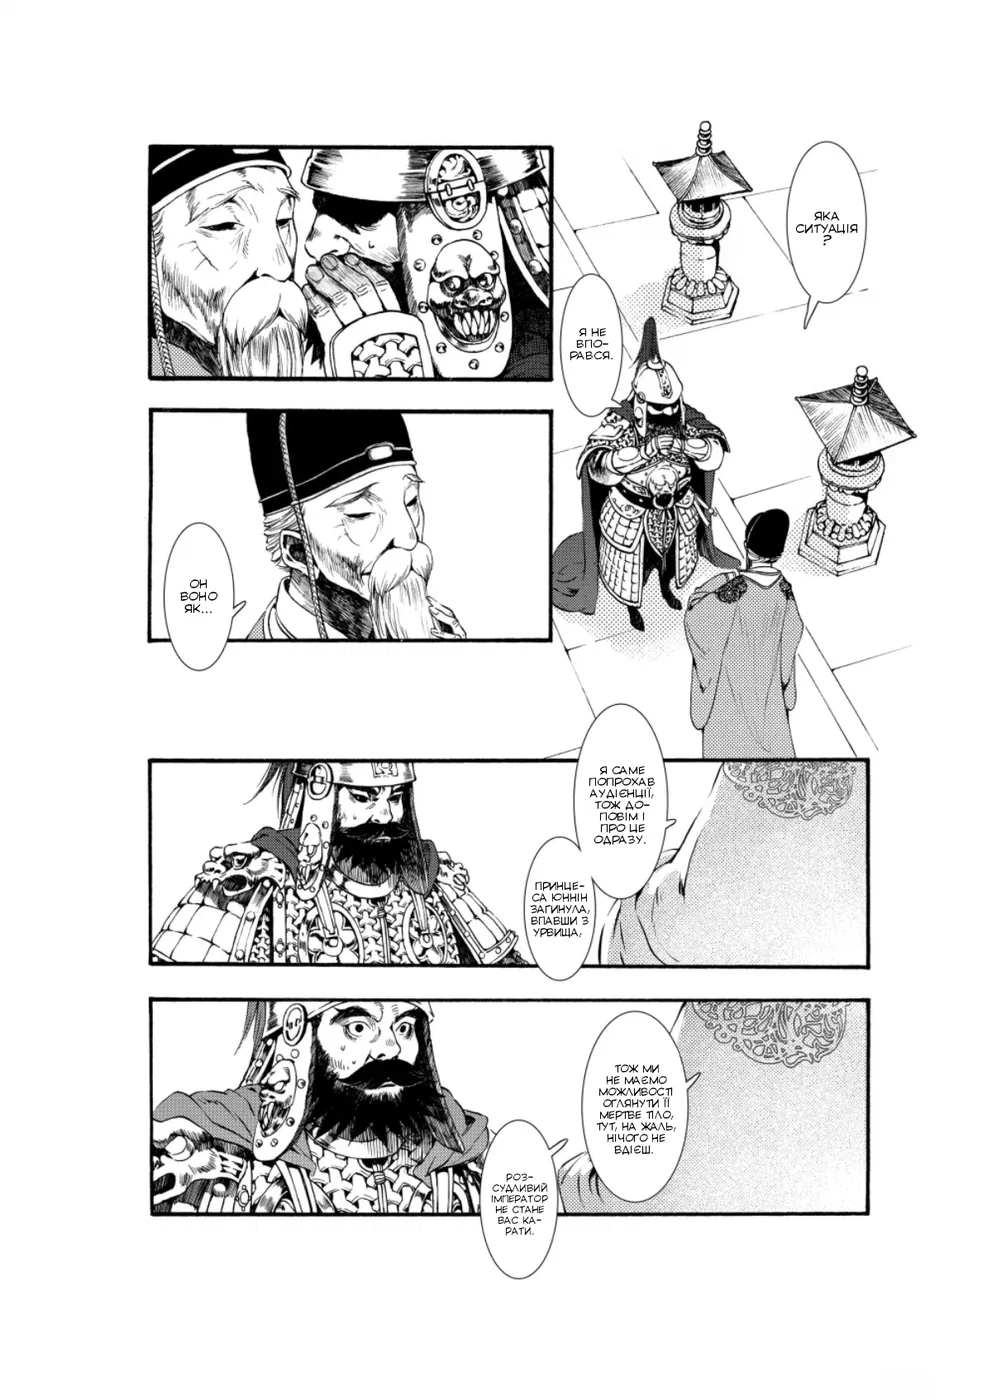 ЯКА
СИТУАЦІЯ
?
Я НЕ
ВПО-
РАВСЯ.
ОН
ВОНО
ЯК...
Я САМЕ
ПОПРОХАВ
АУДІЄНЦІЇ,
ТОЖ ДО-
ПОВІМ І
ПРО ЦЕ
ОДРАЗУ.
ПРИНЦЕ-
СА ЮННІН
ЗАГИНУЛА,
ВПАВШИ З
УРВИЩА,
ТОЖ МИ
НЕ МАЄМО
МОЖЛИВОСТІ
ОГЛЯНУТИ ЇЇ
МЕРТВЕ ТІЛО,
ТУТ, НА ЖАЛЬ,
НІЧОГО НЕ
ВДІЄШ.
РОЗ-
СУДЛИВИЙ
ІМПЕРАТОР
НЕ СТАНЕ
ВАС КА-
РАТИ.